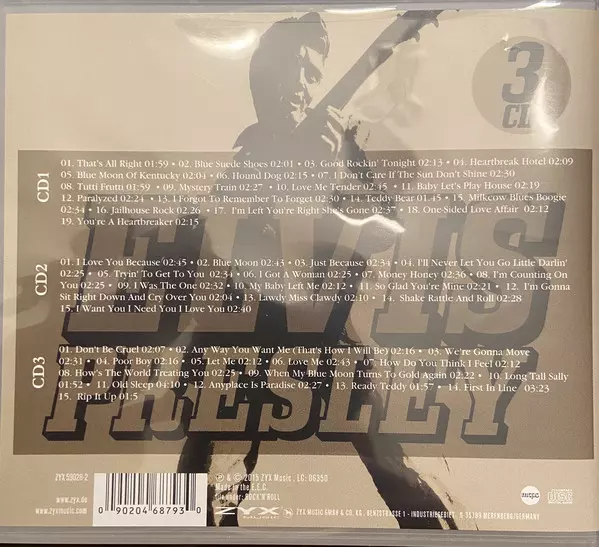 3
CD
CD1
01. That's All Right 01:59 • 02. Blue Suede Shoes 02:01 • 03. Good Rockin' Tonight 02:13 • 04. Heartbreak Hotel 02:09
05. Blue Moon Of Kentucky 02:04 • 06. Hound Dog 02:15 • 07. I Don't Care If The Sun Don't Shine 02:30
08. Tutti Frutti 01:59 • 09. Mystery Train 02:27 • 10. Love Me Tender 02:45 • 11. Baby Let's Play House 02:19
12. Paralyzed 02:24 • 13. I Forgot To Remember To Forget 02:30 • 14. Teddy Bear 01:45 • 15. Milkcow Blues Boogie
02:34 • 16. Jailhouse Rock 02:26 • 17. I'm Left You're Right She's Gone 02:37 • 18. One-Sided Love Affair 02:12
19. You're A Heartbreaker 02:15
CD2
01. I Love You Because 02:45 • 02. Blue Moon 02:43 • 03. Just Because 02:34 • 04. I'll Never Let You Go Little Darlin'
02:25 • 05. Tryin' To Get To You 02:34 • 06. I Got A Woman 02:25 • 07. Money Honey 02:36 • 08. I'm Counting On
You 02:25 • 09. I Was The One 02:32 • 10. My Baby Left Me 02:12 • 11. So Glad You're Mine 02:21 • 12. I'm Gonna
Sit Right Down And Cry Over You 02:04 • 13. Lawdy Miss Clawdy 02:10 • 14. Shake Rattle And Roll 02:28
15. I Want You I Need You I Love You 02:40
CD3
01. Don't Be Cruel 02:07 • 02. Any Way You Want Me (That's How I Will Be) 02:16 • 03. We're Gonna Move
02:31 • 04. Poor Boy 02:16 • 05. Let Me 02:12 • 06. Love Me 02:43 • 07. How Do You Think I Feel 02:12
08. How's The World Treating You 02:25 • 09. When My Blue Moon Turns To Gold Again 02:22 • 10. Long Tall Sally
01:52 • 11. Old Shep 04:10 • 12. Anyplace Is Paradise 02:27 • 13. Ready Teddy 01:57 • 14. First In Line 03:23
15. Rip It Up 01:5
ELVIS
PRESLEY
ZYX 59028-2
www.zyx.de
www.zyxmusic.com
0 90204 68793 0
℗ & © 2015 ZYX Music, LC: 06350
Made in the E.E.C.
file under: ROCK'N'ROLL
ZYX
MUSIC
ZYX MUSIC GMBH & CO. KG, BENZSTRASSE 1 - INDUSTRIEGEBIET, D 35799 MERENBERG/GERMANY